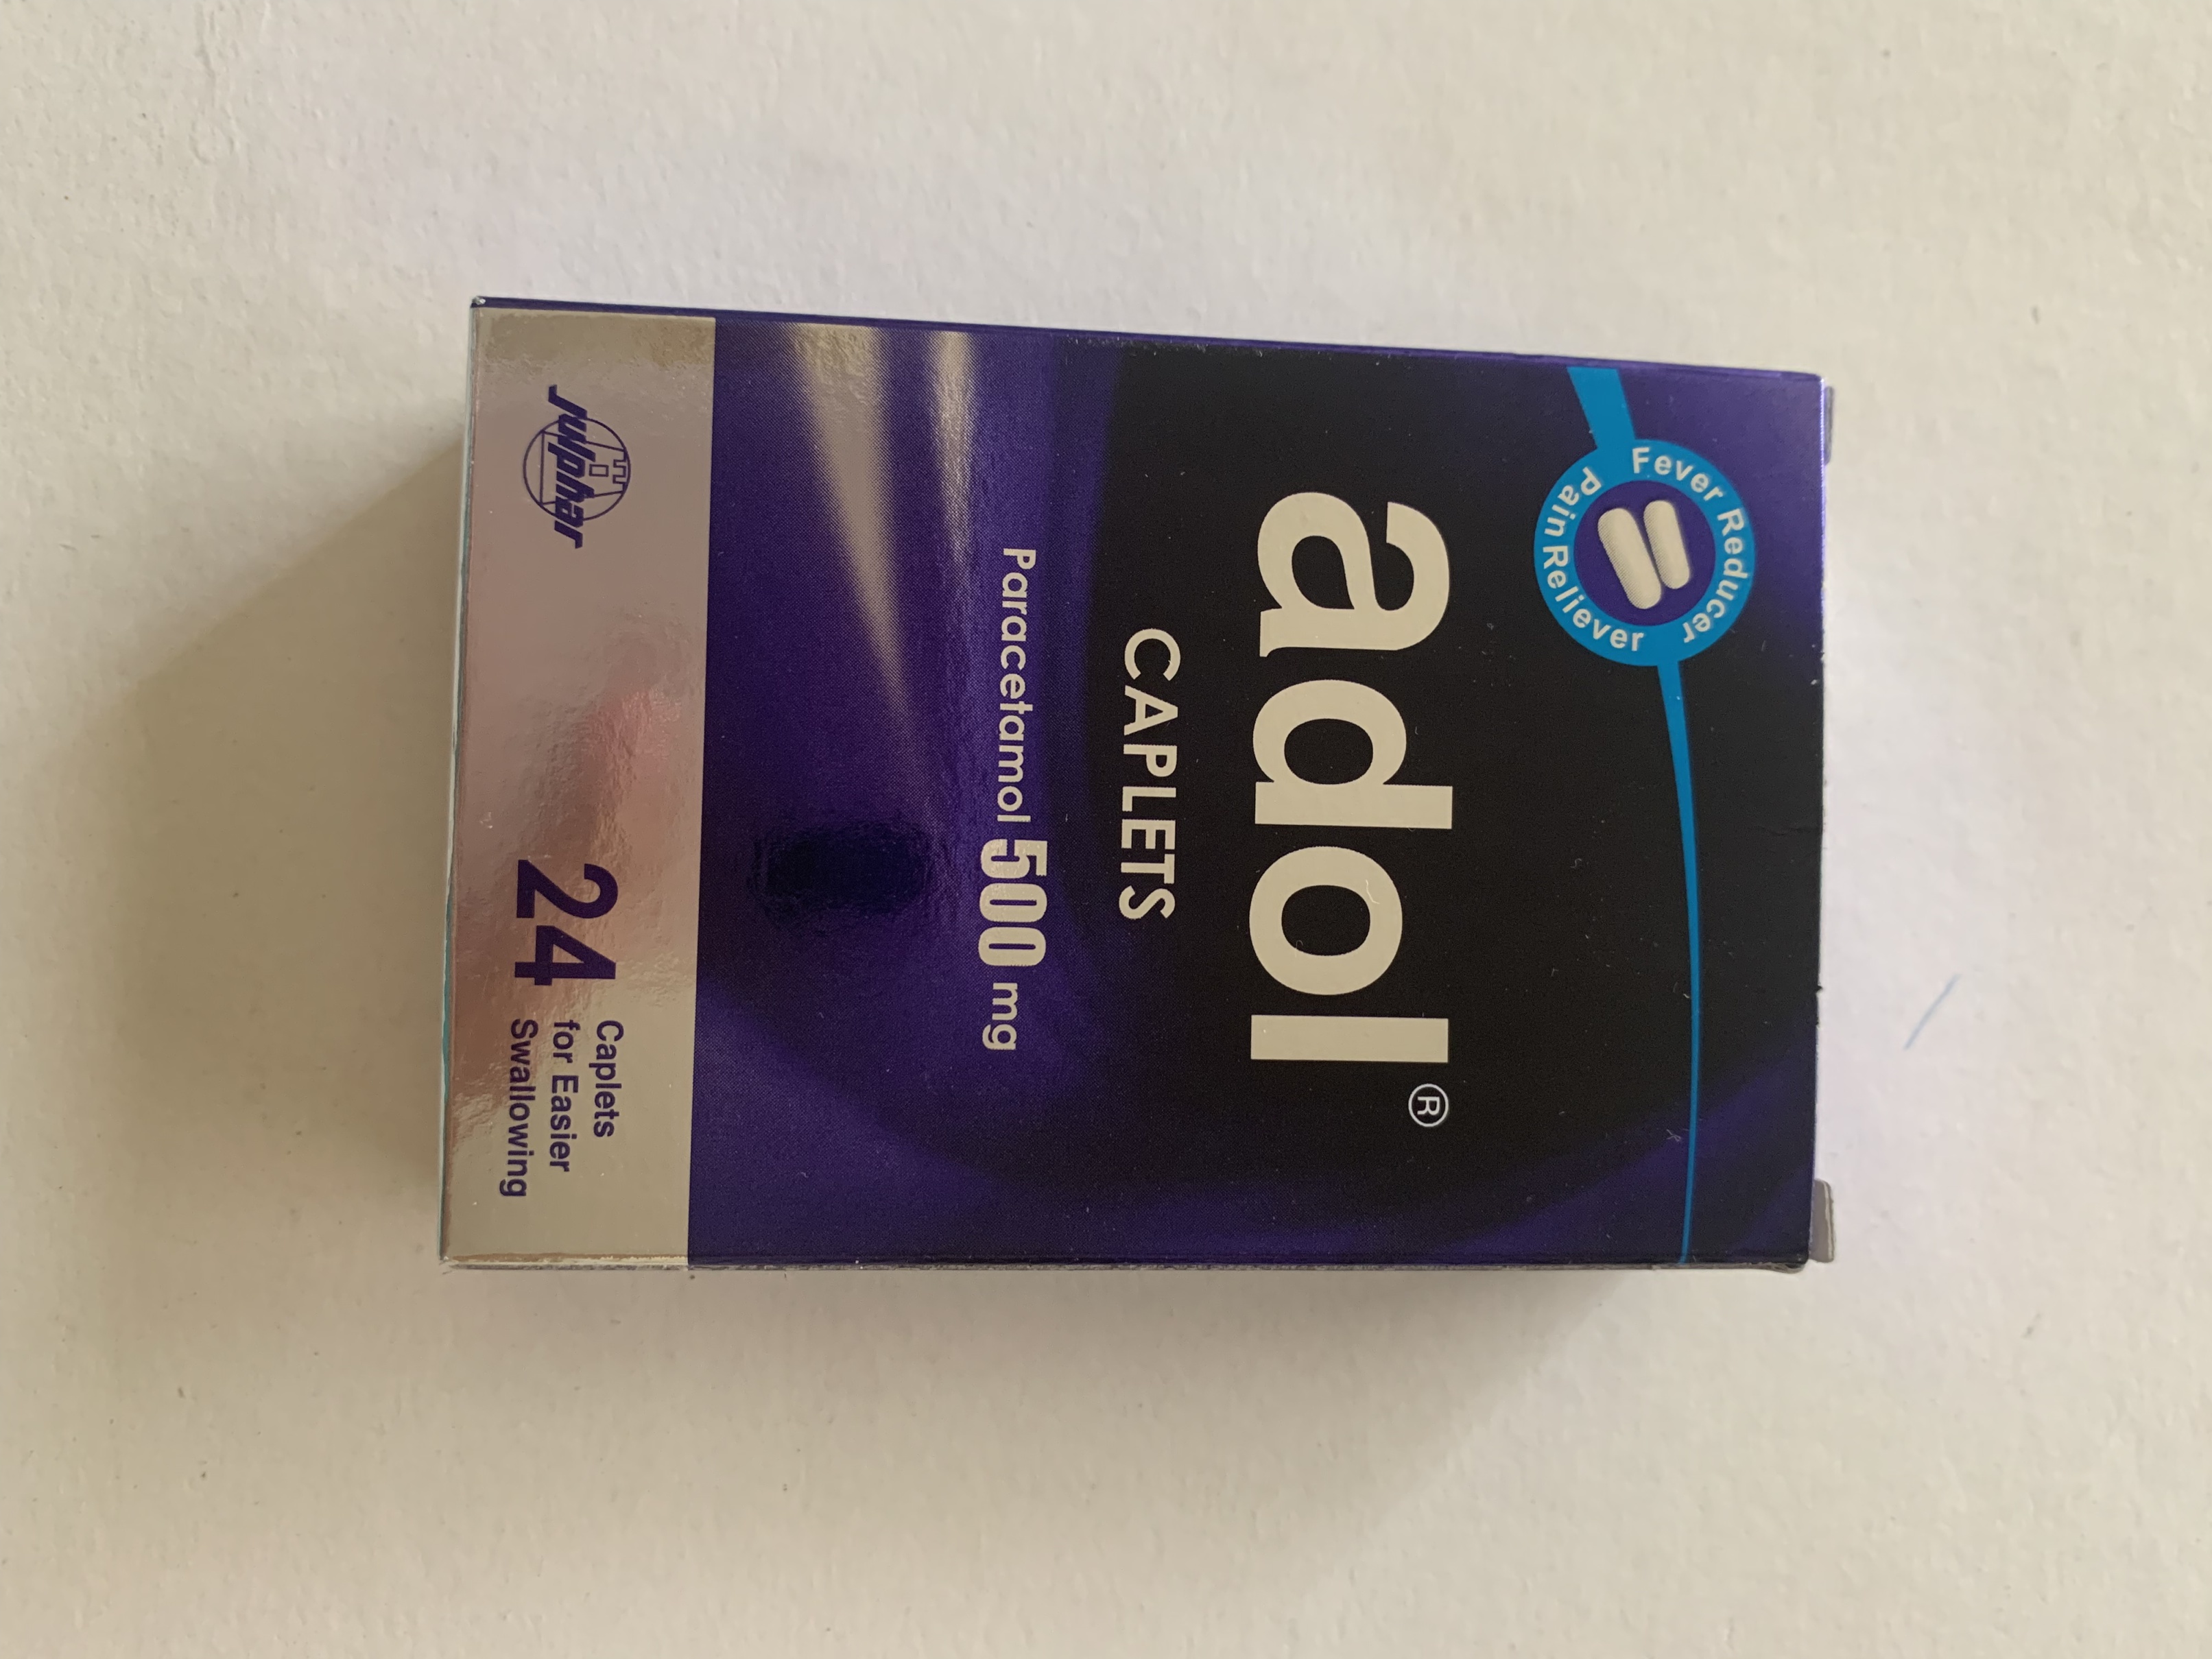 Fever Reducer
Pain Reliever
adol®
CAPLETS
Paracetamol 500 mg
julphar
24
Caplets
for Easier
Swallowing